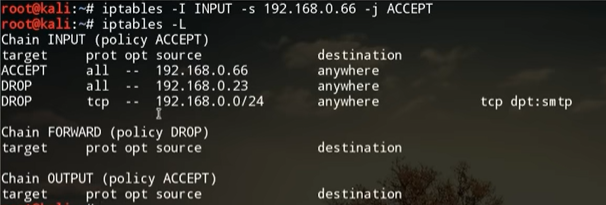 root@kali:~# iptables -I INPUT -s 192.168.0.66 -j ACCEPT
root@kali:~# iptables -L
Chain INPUT (policy ACCEPT)
target     prot opt source               destination
ACCEPT     all  --  192.168.0.66         anywhere
DROP       all  --  192.168.0.23         anywhere
DROP       tcp  --  192.168.0.0/24       anywhere             tcp dpt:smtp
Chain FORWARD (policy DROP)
target     prot opt source               destination
Chain OUTPUT (policy ACCEPT)
target     prot opt source               destination